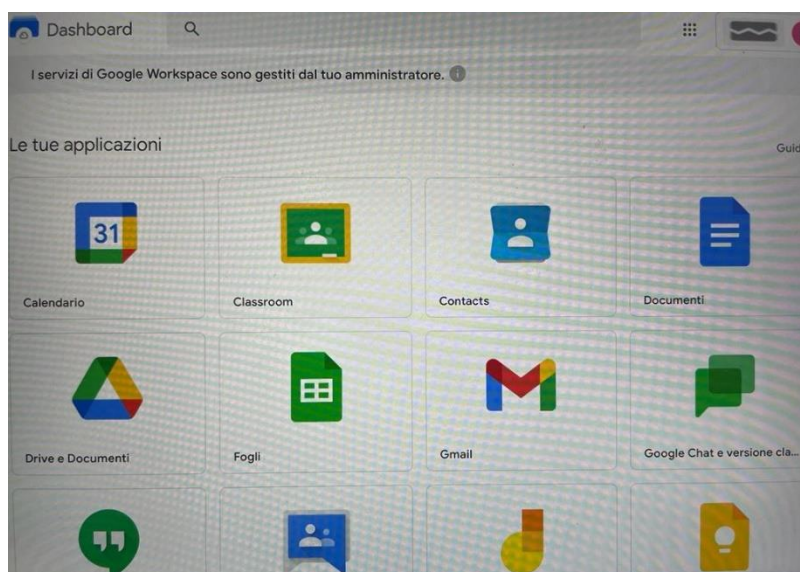 Dashboard
I servizi di Google Workspace sono gestiti dal tuo amministratore.
Le tue applicazioni
31
Calendario
Classroom
Contacts
Documenti
Drive e Documenti
Fogli
Gmail
Google Chat e versione cla...